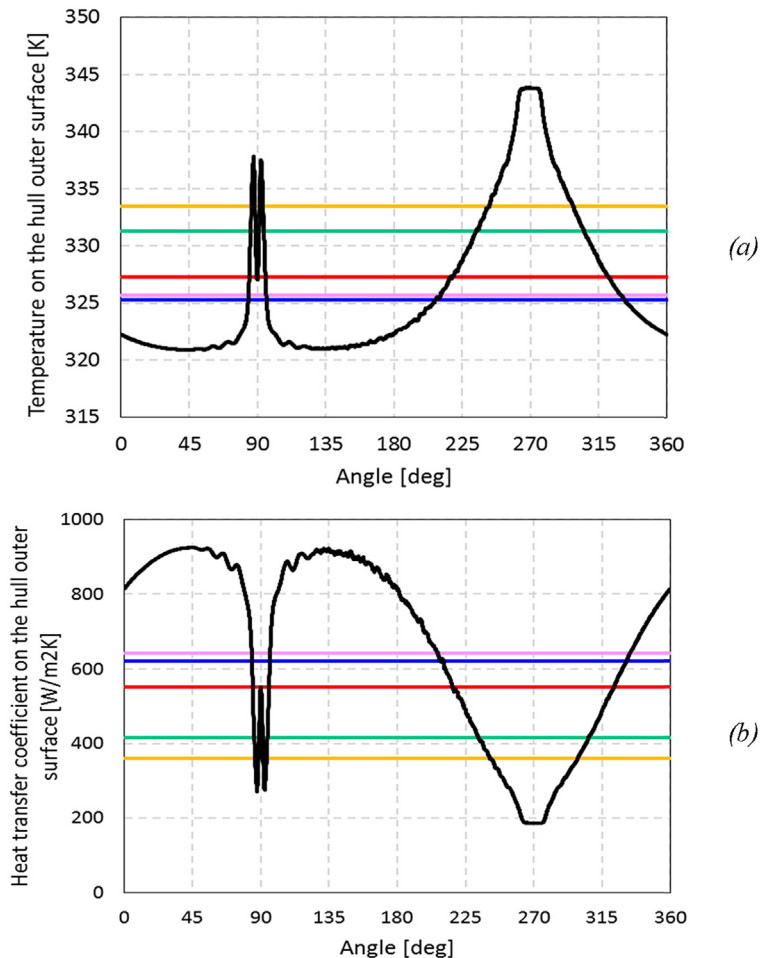 Temperature on the hull outer surface [K]
350
345
340
335
330
325
320
315
0 45 90 135 180 225 270 315 360
Angle [deg]
(a)
Heat transfer coefficient on the hull outer
surface [W/m2K]
1000
800
600
400
200
0
0 45 90 135 180 225 270 315 360
Angle [deg]
(b)